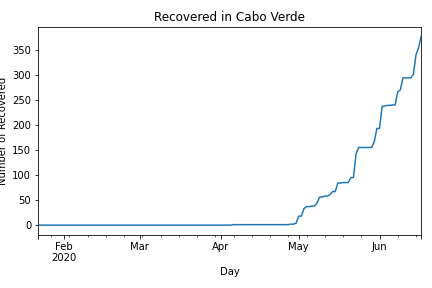 Recovered in Cabo Verde
Number of Recovered
350
300
250
200
150
100
50
0
Feb
2020
Mar
Apr
May
Jun
Day